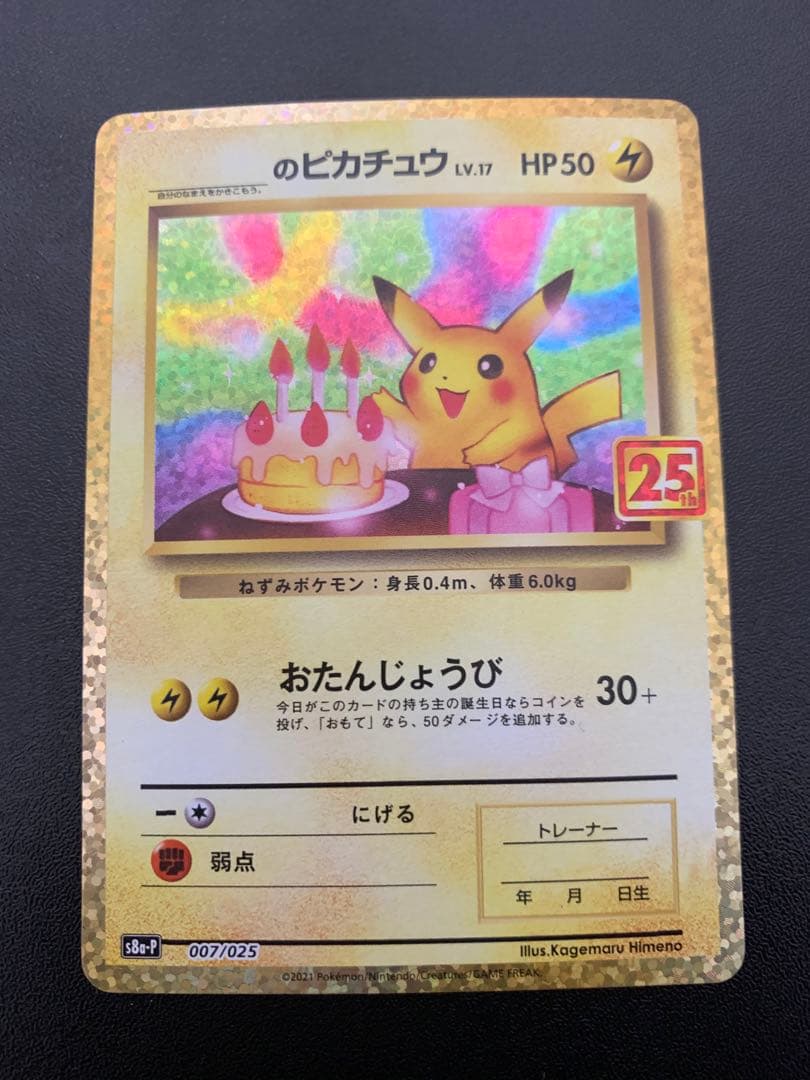 のピカチュウ LV.17 HP50
自分のなまえをかきこもう。
25th
ねずみポケモン：身長0.4m、体重6.0kg
おたんじょうび 30+
今日がこのカードの持ち主の誕生日ならコインを
投げ、「おもて」なら、50ダメージを追加する。
にげる
弱点
トレーナー
年 月 日生
s8a-P 007/025
Illus.Kagemaru Himeno
©2021 Pokémon/Nintendo/Creatures/GAME FREAK.